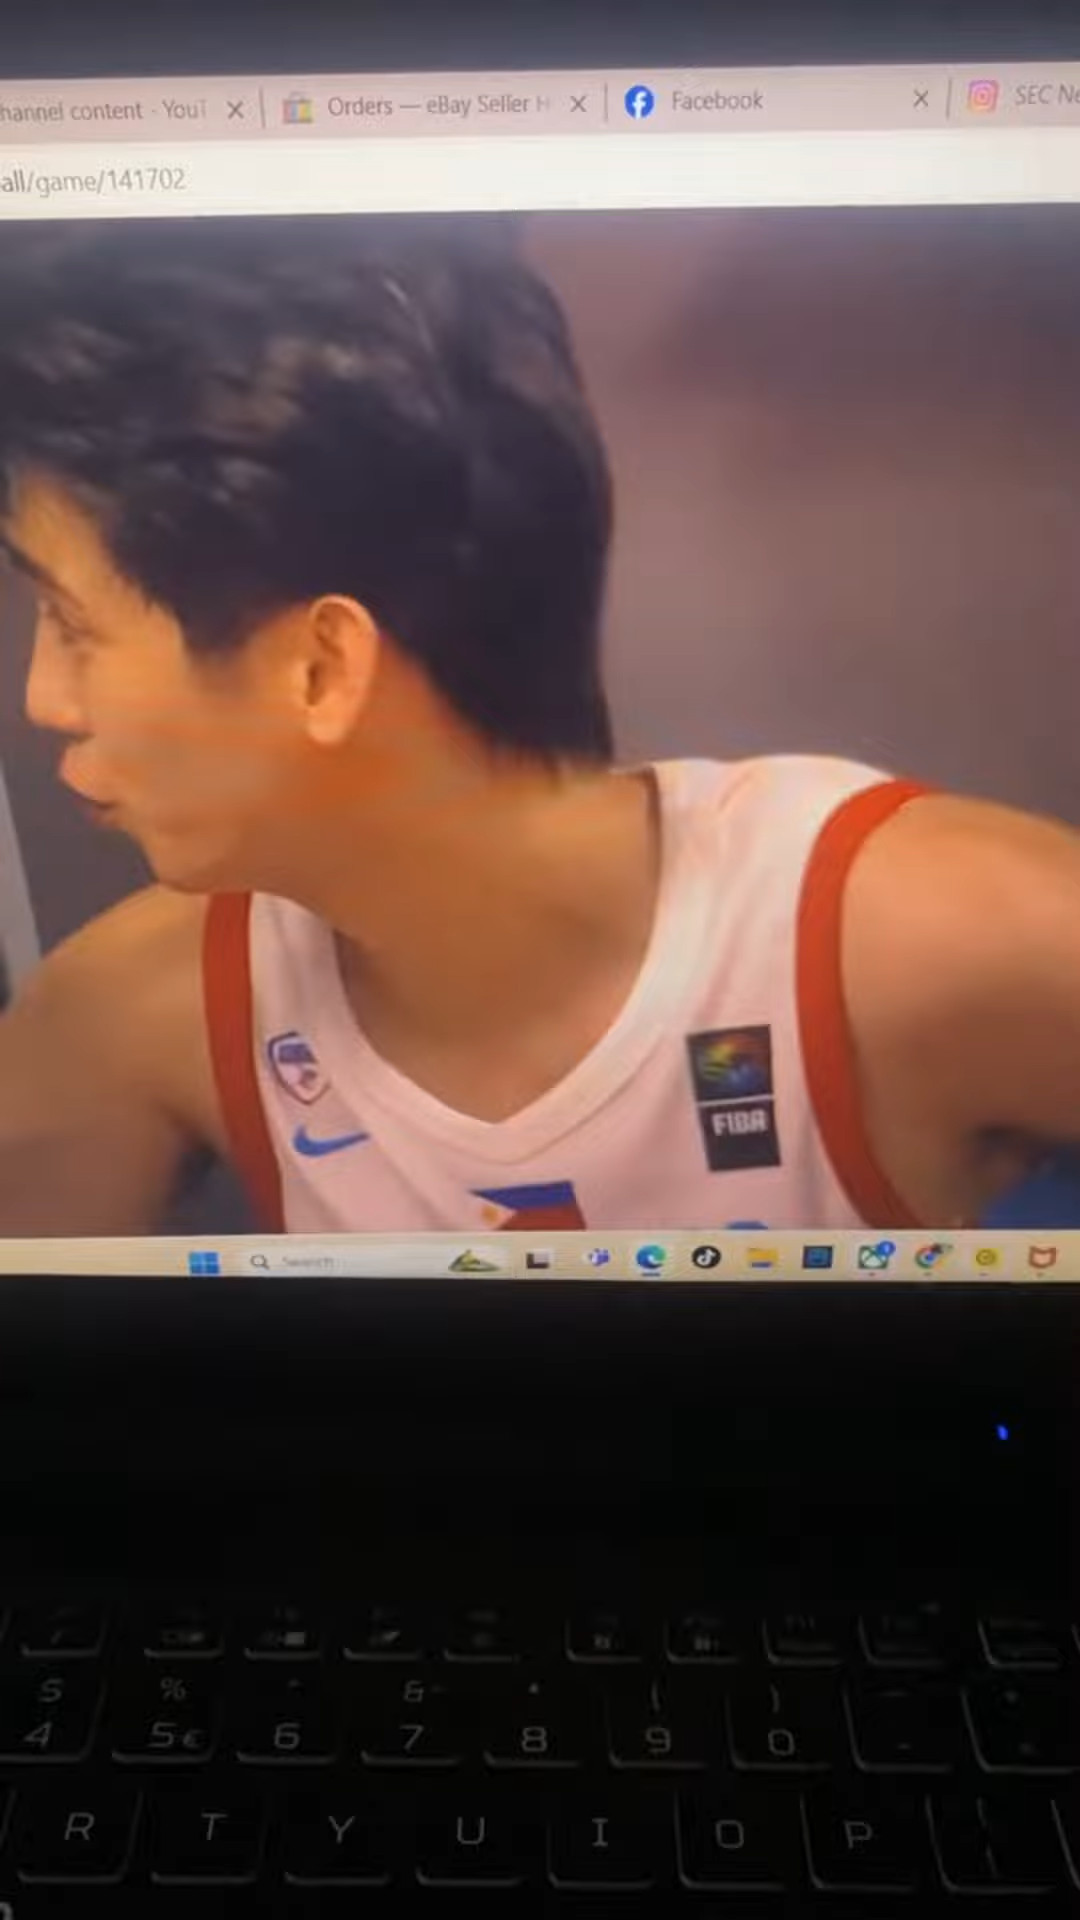 hannel content - YouT
Orders — eBay Seller H
Facebook
SEC Ne
all/game/141702
FIBA
Search
% &
( )
4 5 € 6 7 8 9 0
R T Y U I O P